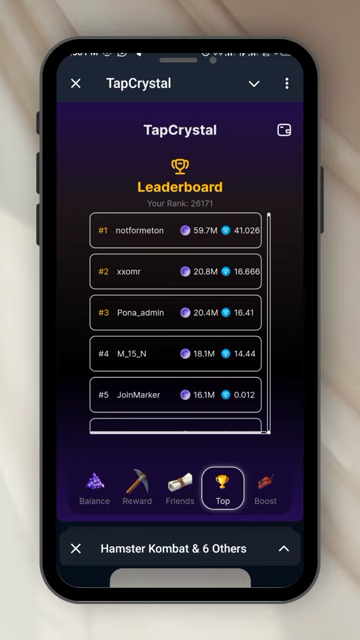 TapCrystal
TapCrystal
Leaderboard
Your Rank: 26171
#1 notformeton 59.7M 41.026
#2 xxomr 20.8M 16.666
#3 Pona_admin 20.4M 16.41
#4 M_15_N 18.1M 14.44
#5 JoinMarker 16.1M 0.012
Balance Reward Friends Top Boost
Hamster Kombat & 6 Others